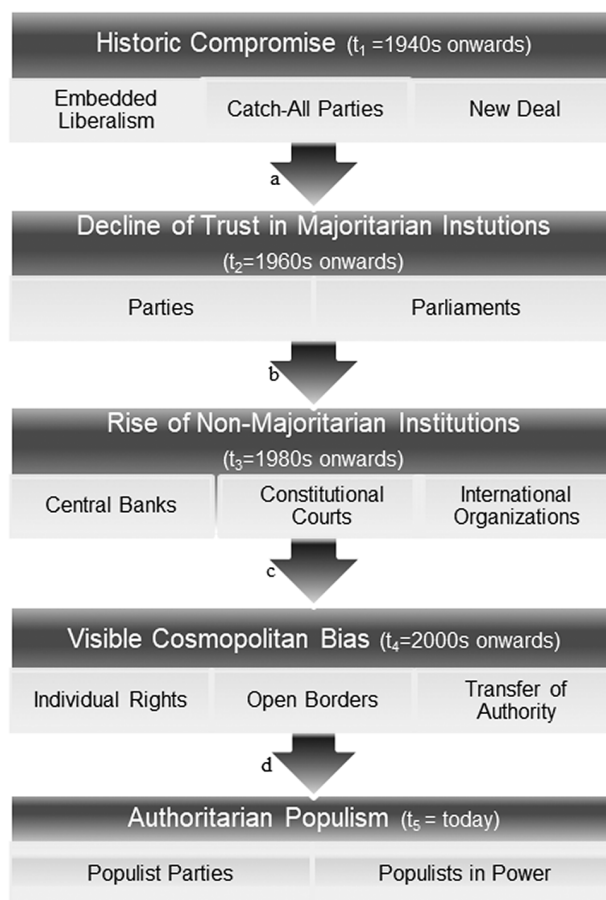 Historic Compromise (t₁ =1940s onwards)
Embedded Liberalism
Catch-All Parties
New Deal
a
Decline of Trust in Majoritarian Instutions
(t₂=1960s onwards)
Parties
Parliaments
b
Rise of Non-Majoritarian Institutions
(t₃=1980s onwards)
Central Banks
Constitutional Courts
International Organizations
c
Visible Cosmopolitan Bias (t₄=2000s onwards)
Individual Rights
Open Borders
Transfer of Authority
d
Authoritarian Populism (t₅ = today)
Populist Parties
Populists in Power